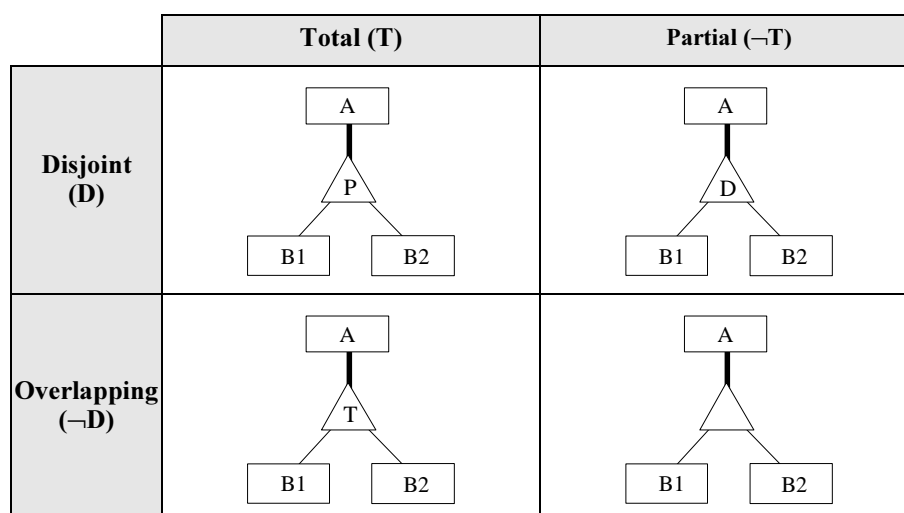 Total (T)
Partial (¬T)
Disjoint
(D)
A
P
B1
B2
A
D
B1
B2
Overlapping
(¬D)
A
T
B1
B2
A
B1
B2